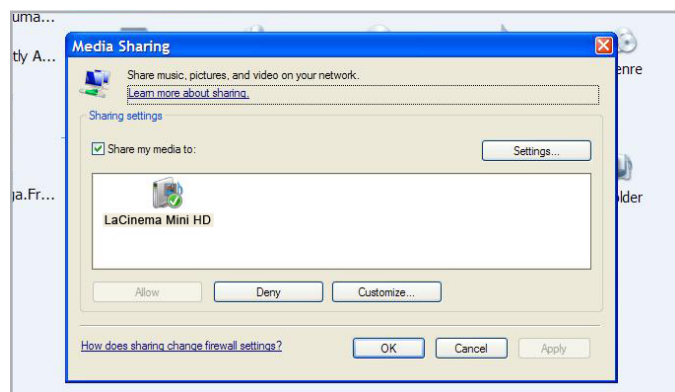 uma...
tly A...
enre
ja.Fr...
lder
Media Sharing
Share music, pictures, and video on your network.
Learn more about sharing.
Sharing settings
Share my media to:
Settings...
LaCinema Mini HD
Allow
Deny
Customize...
How does sharing change firewall settings?
OK
Cancel
Apply